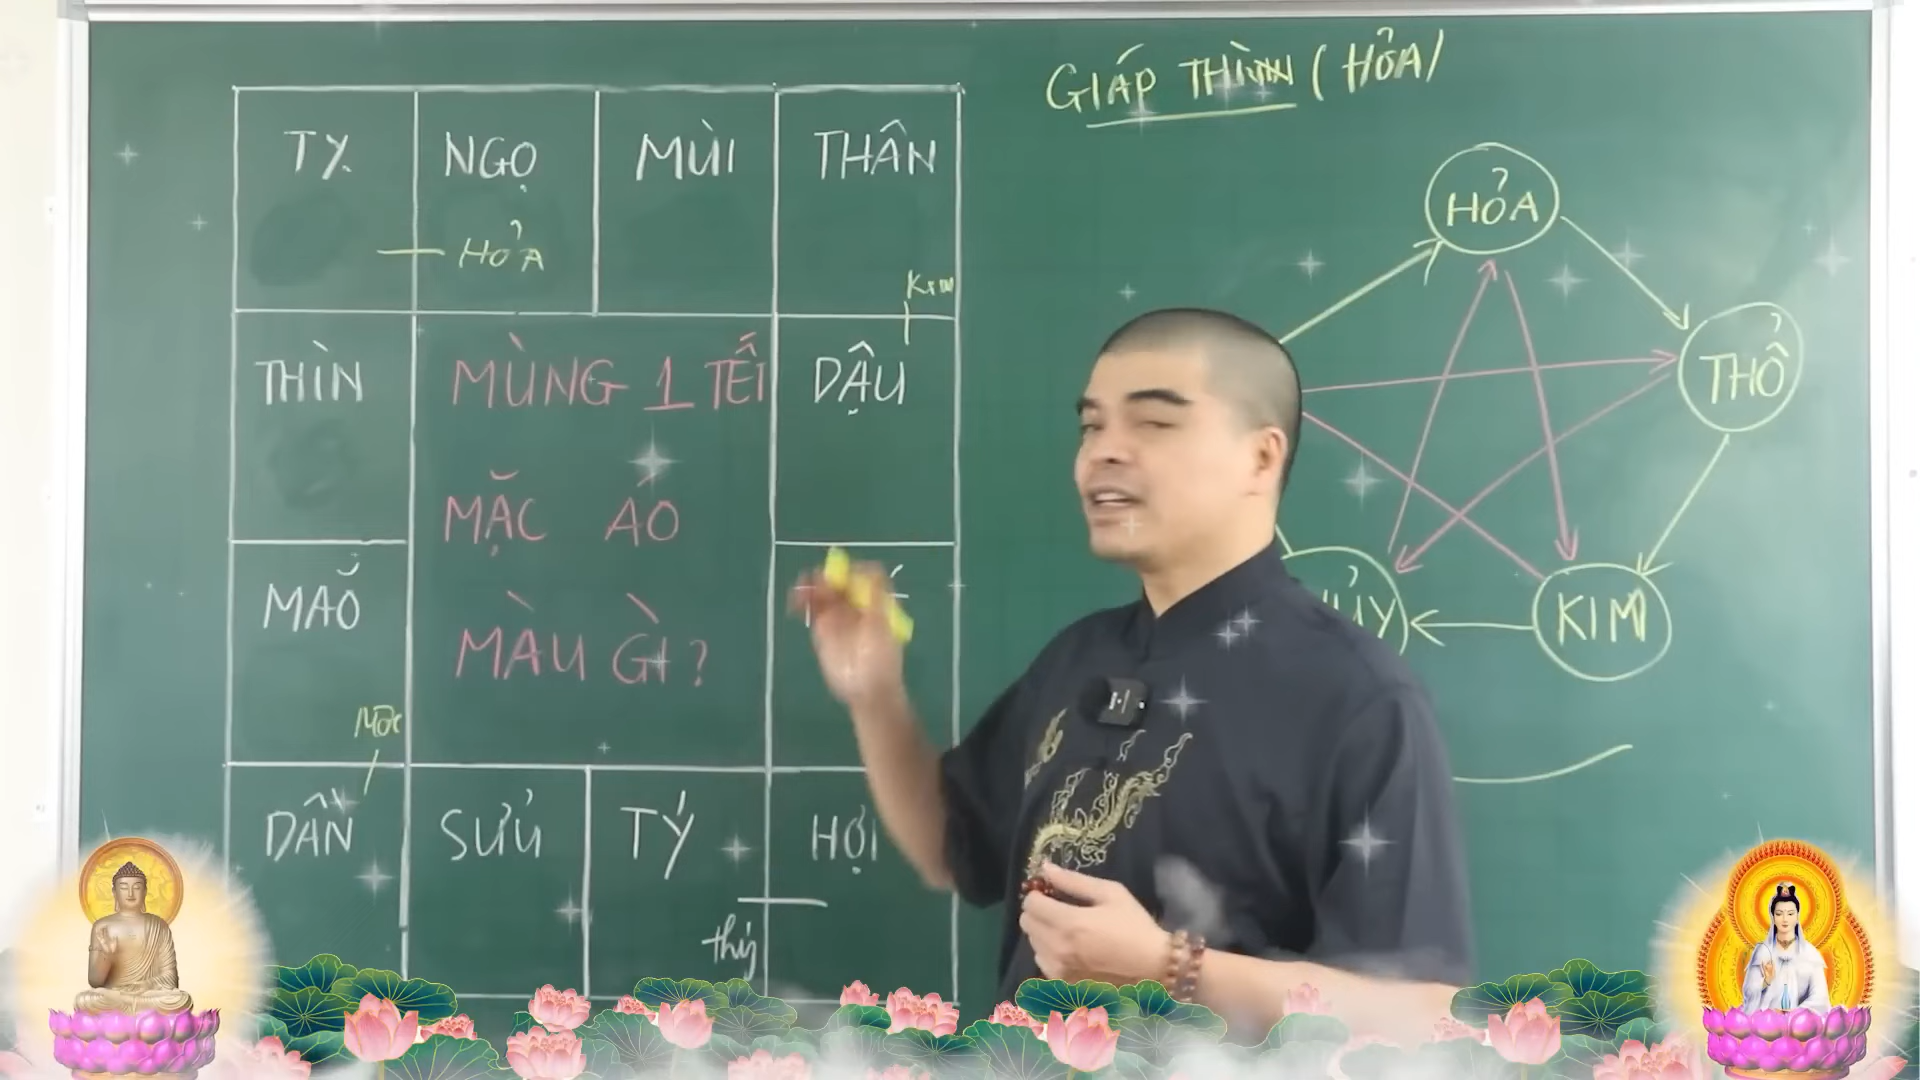 GIÁP THÌN (HỎA)
TỴ NGỌ MÙI THÂN
HỎA
KIM
THÌN DẬU
MÙNG 1 TẾT
MẶC ÁO
MÀU GÌ?
MÃO
MỘC
DẦN SỬU TÝ HỢI
thủy
HỎA
THỔ
KIM